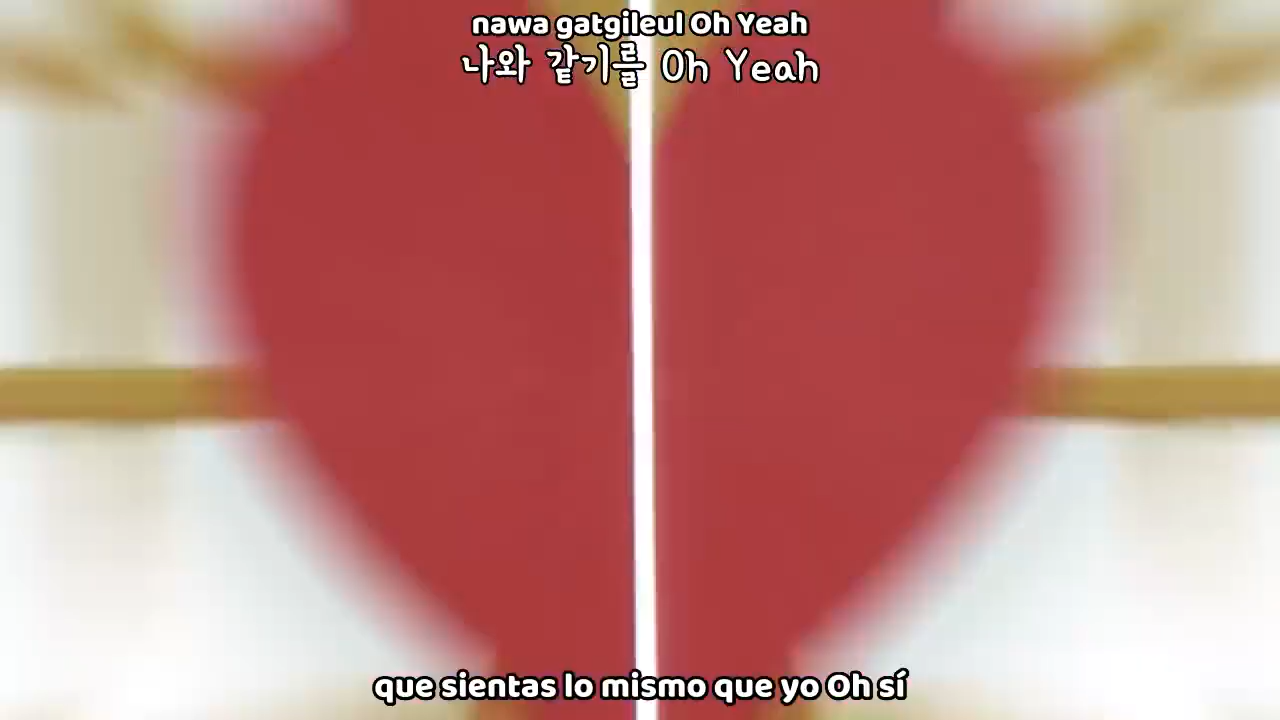 nawa gatgileul Oh Yeah
나와 같기를 Oh Yeah
que sientas lo mismo que yo Oh sí